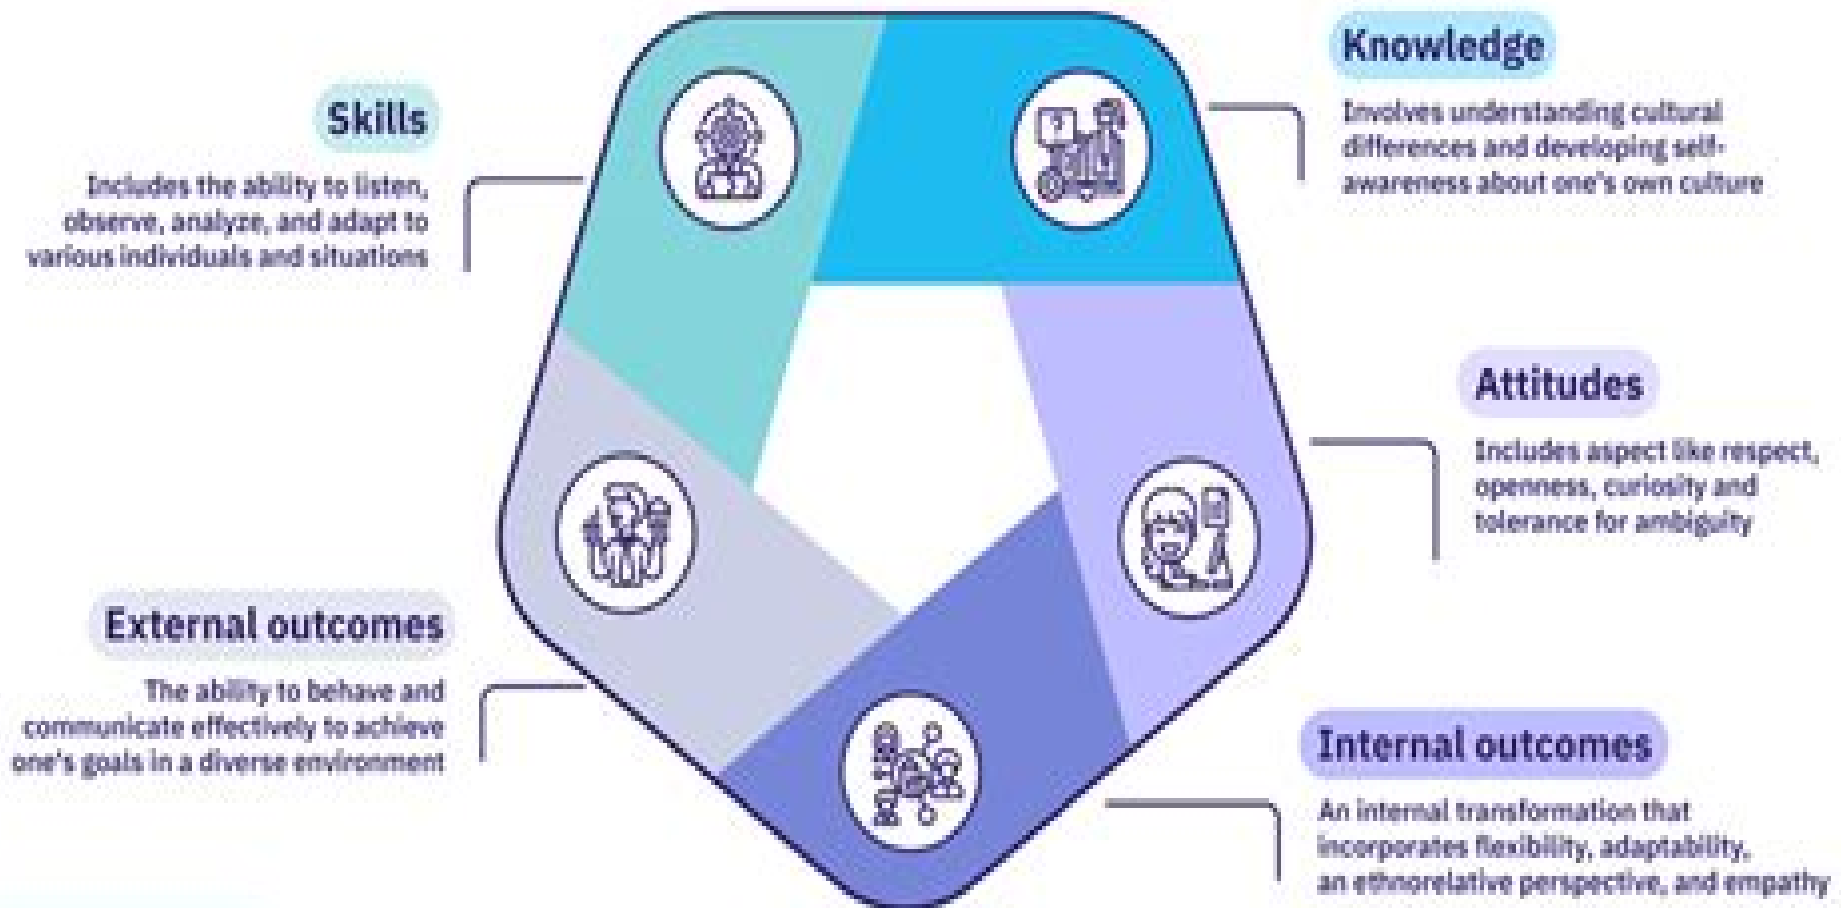 Skills
Includes the ability to listen,
observe, analyze, and adapt to
various individuals and situations
Knowledge
Involves understanding cultural
differences and developing self-
awareness about one's own culture
Attitudes
Includes aspect like respect,
openness, curiosity and
tolerance for ambiguity
External outcomes
The ability to behave and
communicate effectively to achieve
one's goals in a diverse environment
Internal outcomes
An internal transformation that
incorporates flexibility, adaptability,
an ethnorelative perspective, and empathy
?